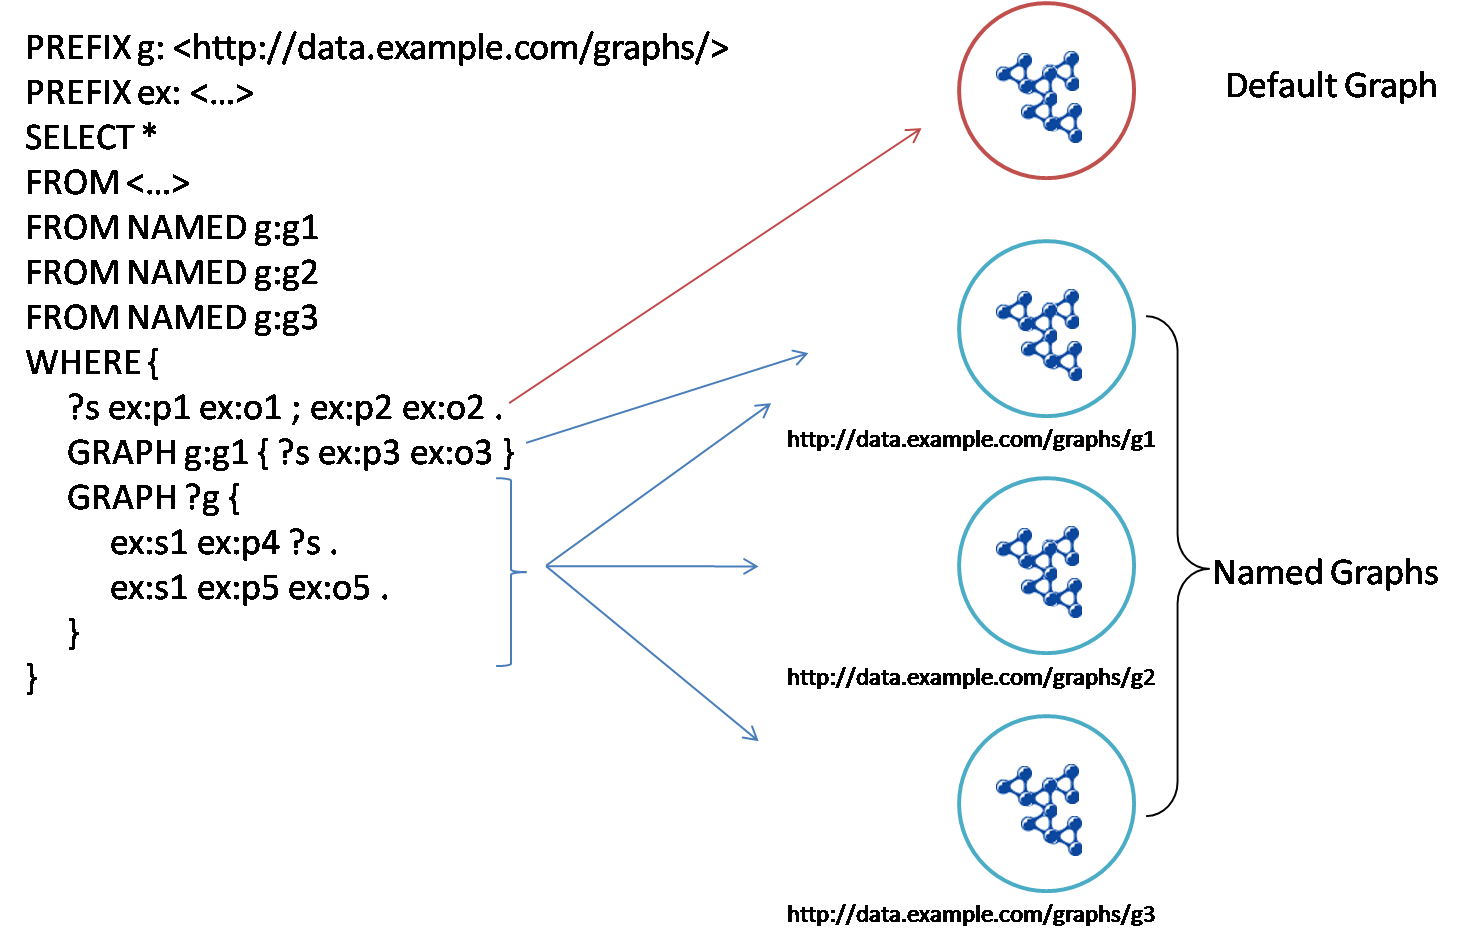 PREFIX g: <http://data.example.com/graphs/>
PREFIX ex: <...>
SELECT *
FROM <...>
FROM NAMED g:g1
FROM NAMED g:g2
FROM NAMED g:g3
WHERE {
?s ex:p1 ex:o1 ; ex:p2 ex:o2 .
GRAPH g:g1 { ?s ex:p3 ex:o3 }
GRAPH ?g {
ex:s1 ex:p4 ?s .
ex:s1 ex:p5 ex:o5 .
}
}
Default Graph
http://data.example.com/graphs/g1
http://data.example.com/graphs/g2
http://data.example.com/graphs/g3
Named Graphs